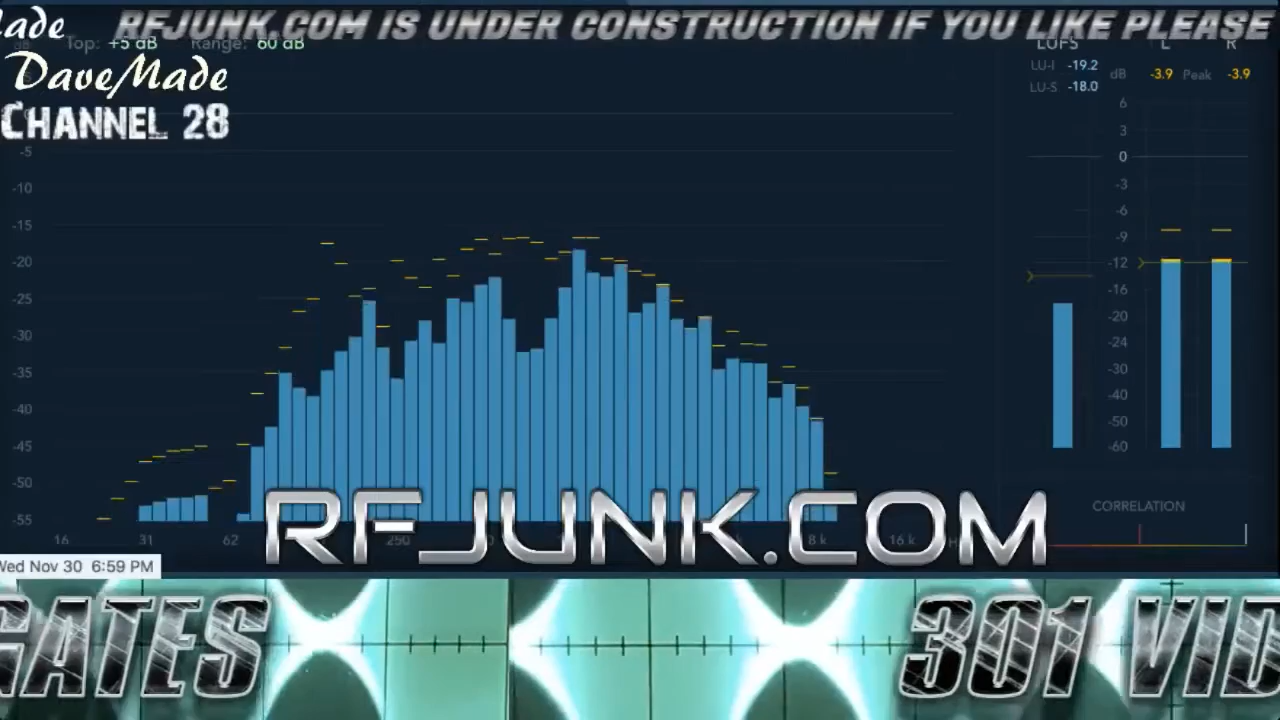 RFJUNK.COM IS UNDER CONSTRUCTION IF YOU LIKE PLEASE
Made
Top: +5 dB Range: 60 dB
DaveMade
CHANNEL 28
LUFS L R
LU-I -19.2
LU-S -18.0
dB -3.9 Peak -3.9
6
3
0
-3
-6
-9
-12
-16
-20
-24
-30
-40
-50
-60
-5
-10
-15
-20
-25
-30
-35
-40
-45
-50
-55
16 31 62 250 8 k 16 k
CORRELATION
RFJUNK.COM
Wed Nov 30 6:59 PM
GATES 301 VID